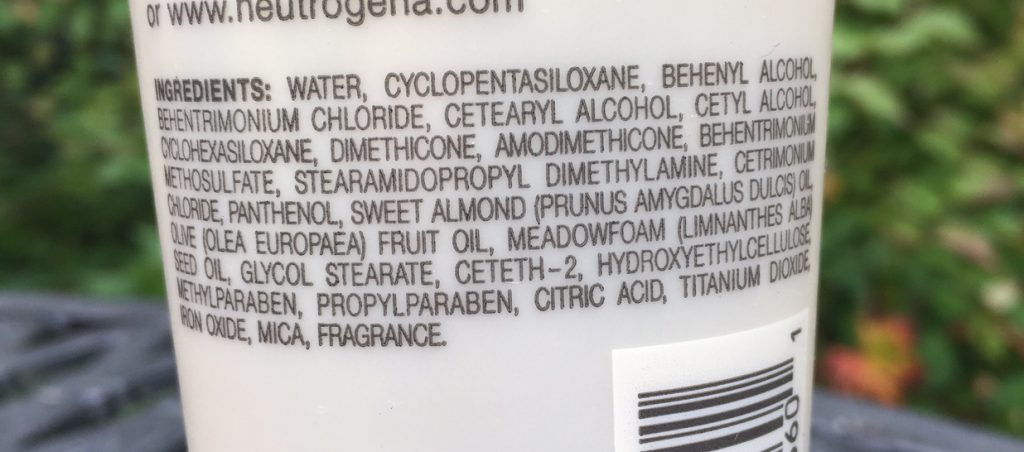 or www.neutrogena.com
INGREDIENTS: WATER, CYCLOPENTASILOXANE, BEHENYL ALCOHOL,
BEHENTRIMONIUM CHLORIDE, CETEARYL ALCOHOL, CETYL ALCOHOL,
CYCLOHEXASILOXANE, DIMETHICONE, AMODIMETHICONE, BEHENTRIMONIUM
METHOSULFATE, STEARAMIDOPROPYL DIMETHYLAMINE, CETRIMONIUM
CHLORIDE, PANTHENOL, SWEET ALMOND (PRUNUS AMYGDALUS DULCIS) OIL,
OLIVE (OLEA EUROPAEA) FRUIT OIL, MEADOWFOAM (LIMNANTHES ALBA)
SEED OIL, GLYCOL STEARATE, CETETH-2, HYDROXYETHYLCELLULOSE,
METHYLPARABEN, PROPYLPARABEN, CITRIC ACID, TITANIUM DIOXIDE,
IRON OXIDE, MICA, FRAGRANCE.
1